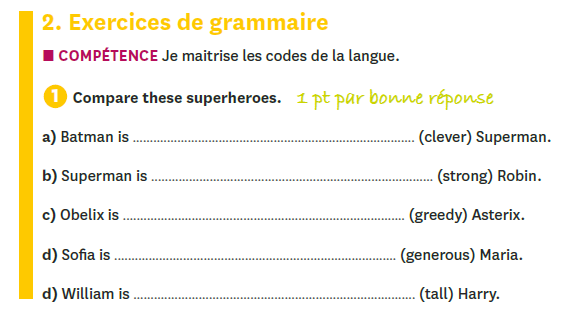 2. Exercices de grammaire
COMPÉTENCE Je maitrise les codes de la langue.
1 Compare these superheroes. 1 pt par bonne réponse
a) Batman is .................................................................................... (clever) Superman.
b) Superman is .................................................................................... (strong) Robin.
c) Obelix is .................................................................................... (greedy) Asterix.
d) Sofia is .................................................................................... (generous) Maria.
d) William is .................................................................................... (tall) Harry.